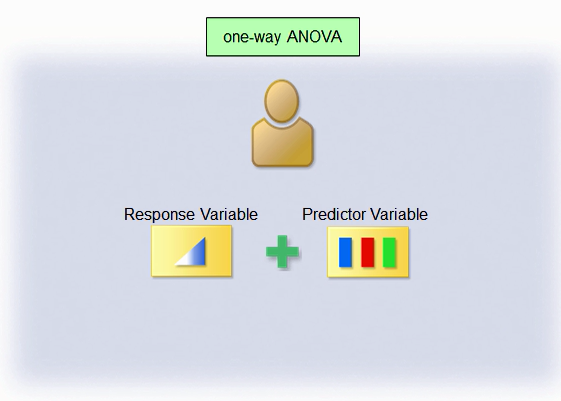 one-way ANOVA
Response Variable
Predictor Variable